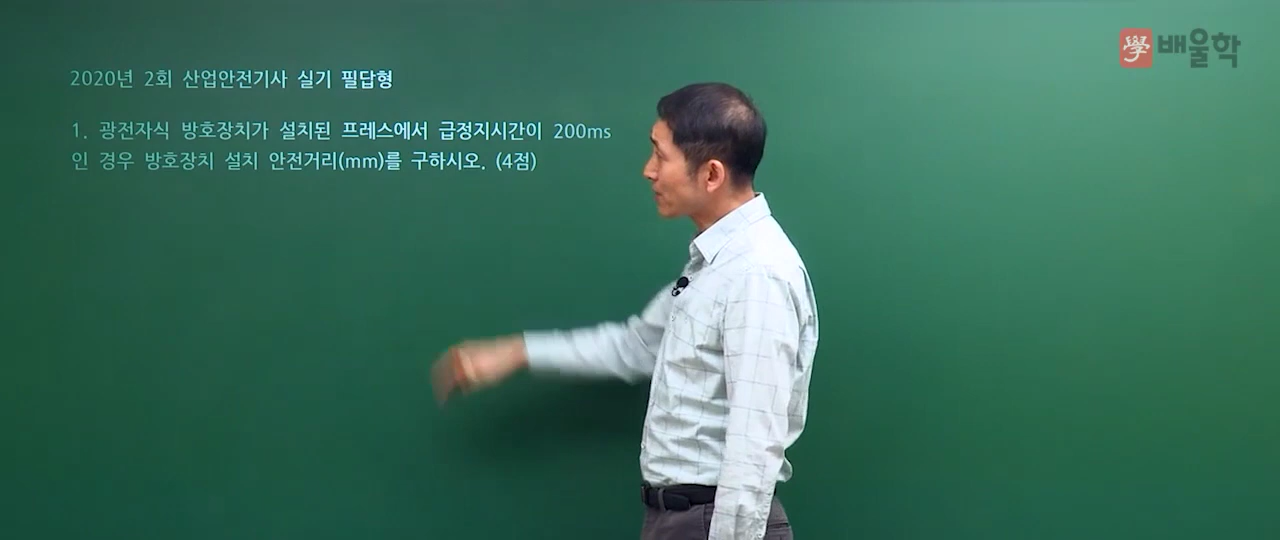 學 배울학
2020년 2회 산업안전기사 실기 필답형
1. 광전자식 방호장치가 설치된 프레스에서 급정지시간이 200ms
인 경우 방호장치 설치 안전거리(mm)를 구하시오. (4점)